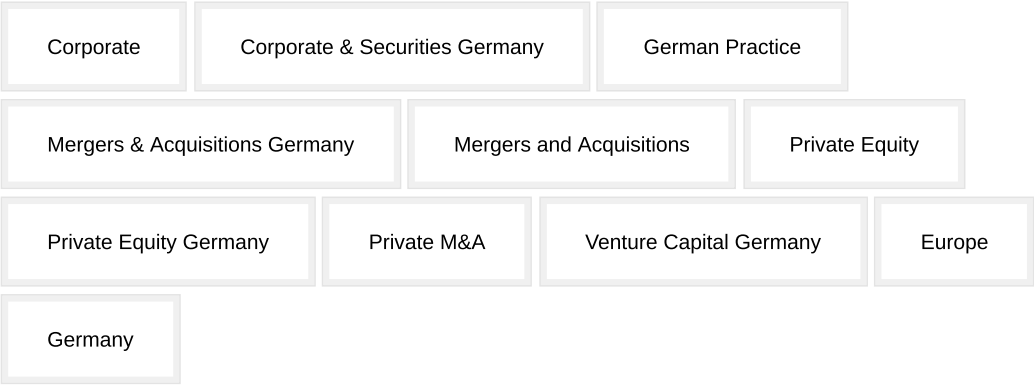 Corporate
Corporate & Securities Germany
German Practice
Mergers & Acquisitions Germany
Mergers and Acquisitions
Private Equity
Private Equity Germany
Private M&A
Venture Capital Germany
Europe
Germany